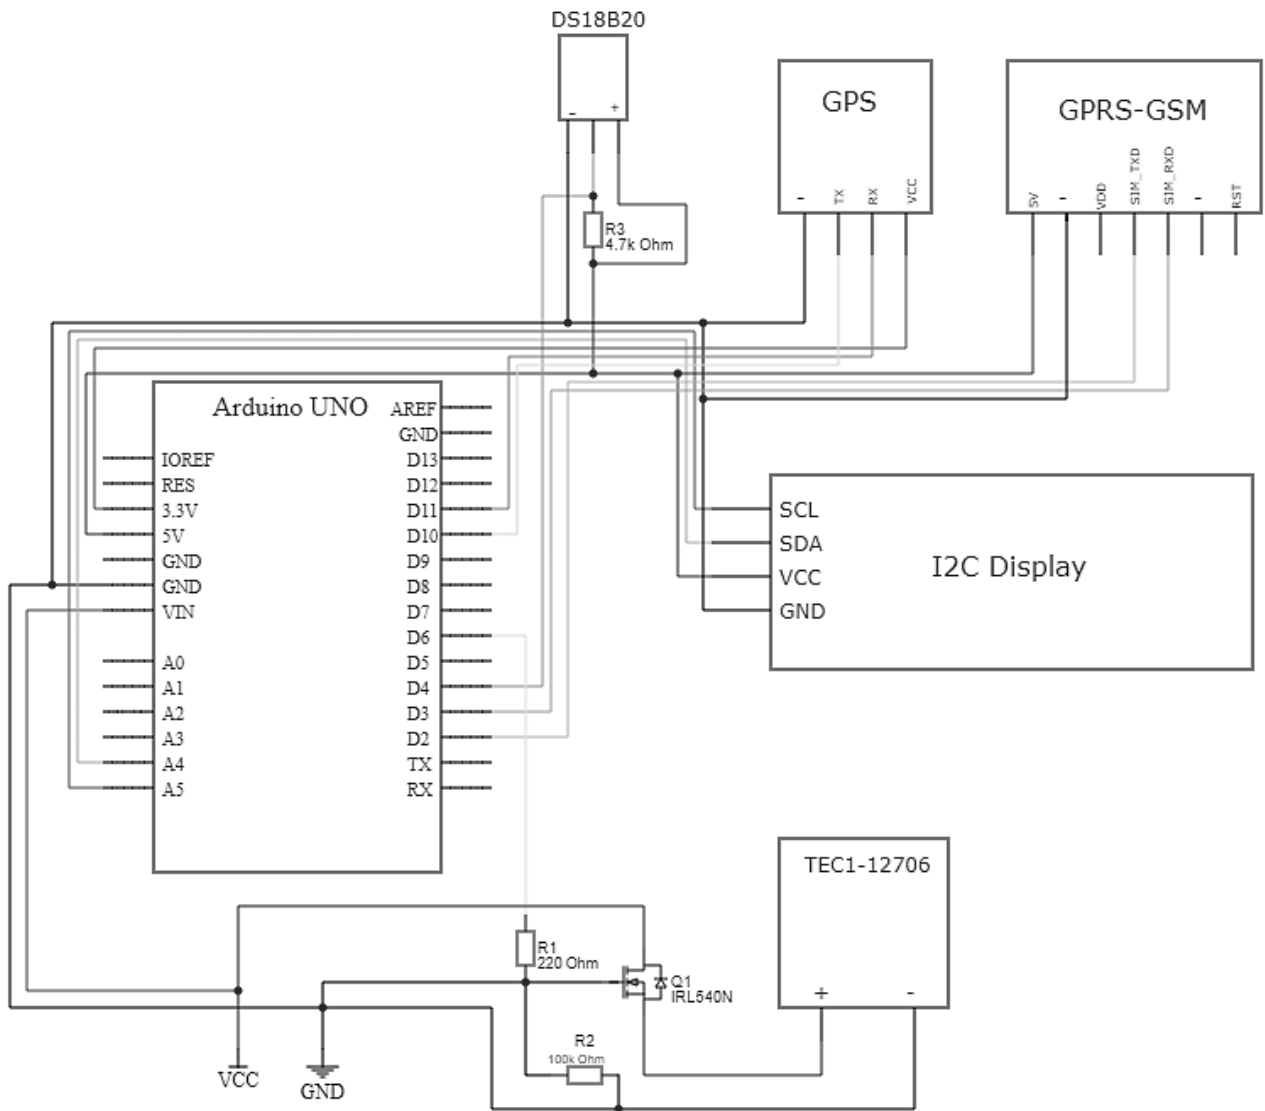 DS18B20
-
+
GPS
-
TX
RX
VCC
GPRS-GSM
5V
-
VDD
SIM_TXD
SIM_RXD
-
RST
R3
4.7k Ohm
Arduino UNO
IOREF
RES
3.3V
5V
GND
GND
VIN
A0
A1
A2
A3
A4
A5
AREF
GND
D13
D12
D11
D10
D9
D8
D7
D6
D5
D4
D3
D2
TX
RX
SCL
SDA
VCC
GND
I2C Display
TEC1-12706
+
-
R1
220 Ohm
Q1
IRL540N
R2
100k Ohm
VCC
GND